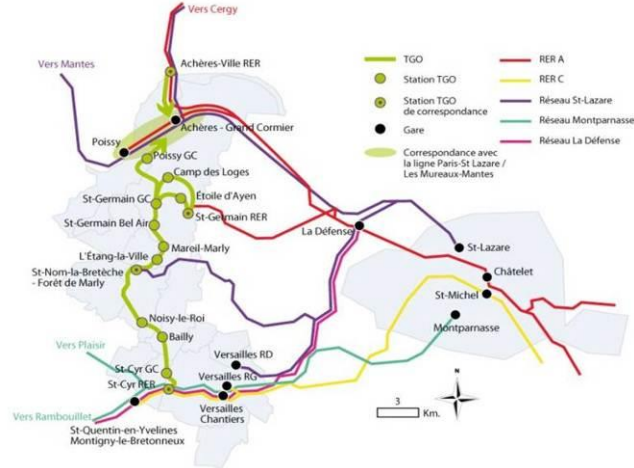 Vers Cergy
Vers Mantes
Achères-Ville RER
TGO
Station TGO
Station TGO
de correspondance
Gare
Correspondance avec
la ligne Paris-St Lazare /
Les Mureaux-Mantes
RER A
RER C
Réseau St-Lazare
Réseau Montparnasse
Réseau La Défense
Achères - Grand Cormier
Poissy
Poissy GC
Camp des Loges
St-Germain GC
Étoile d'Ayen
St-Germain RER
St-Germain Bel Air
La Défense
St-Lazare
Mareil-Marly
L'Étang-la-Ville
St-Nom-la-Bretèche
- Forêt de Marly
Châtelet
St-Michel
Montparnasse
Noisy-le-Roi
Bailly
Vers Plaisir
St-Cyr GC
St-Cyr RER
Versailles RD
Versailles RG
Versailles
Chantiers
Vers Rambouillet
St-Quentin-en-Yvelines
Montigny-le-Bretonneux
N
3
Km.